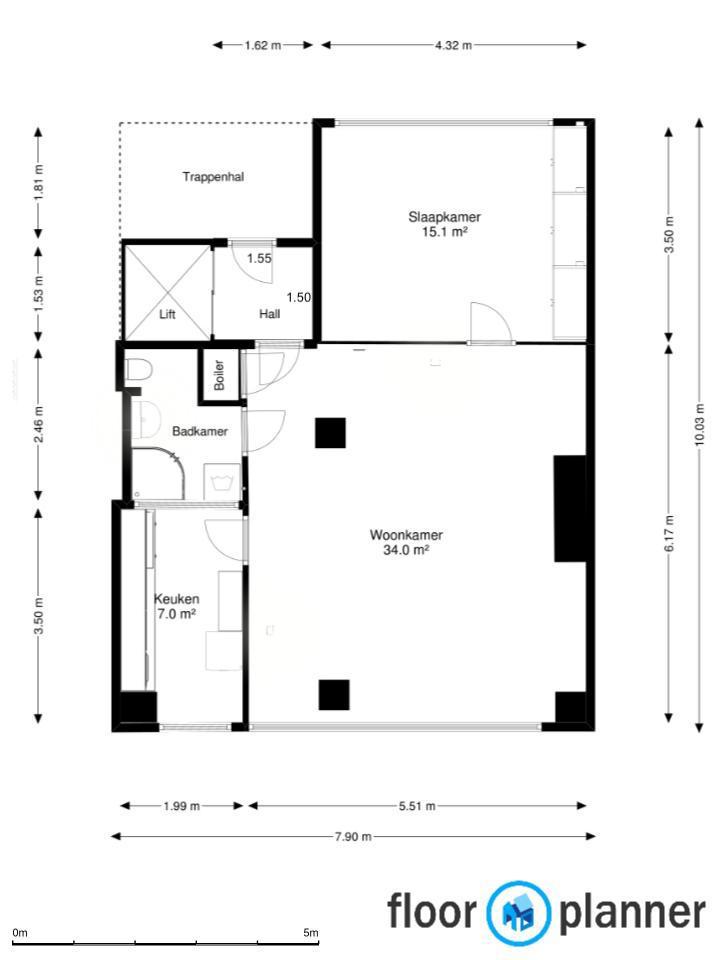 1.62 m
4.32 m
1.81 m
Trappenhal
Slaapkamer
15.1 m²
3.50 m
1.55
1.53 m
1.50
Lift
Hall
Boiler
2.46 m
Badkamer
10.03 m
Woonkamer
34.0 m²
6.17 m
Keuken
7.0 m²
3.50 m
1.99 m
5.51 m
7.90 m
floor planner
0m
5m